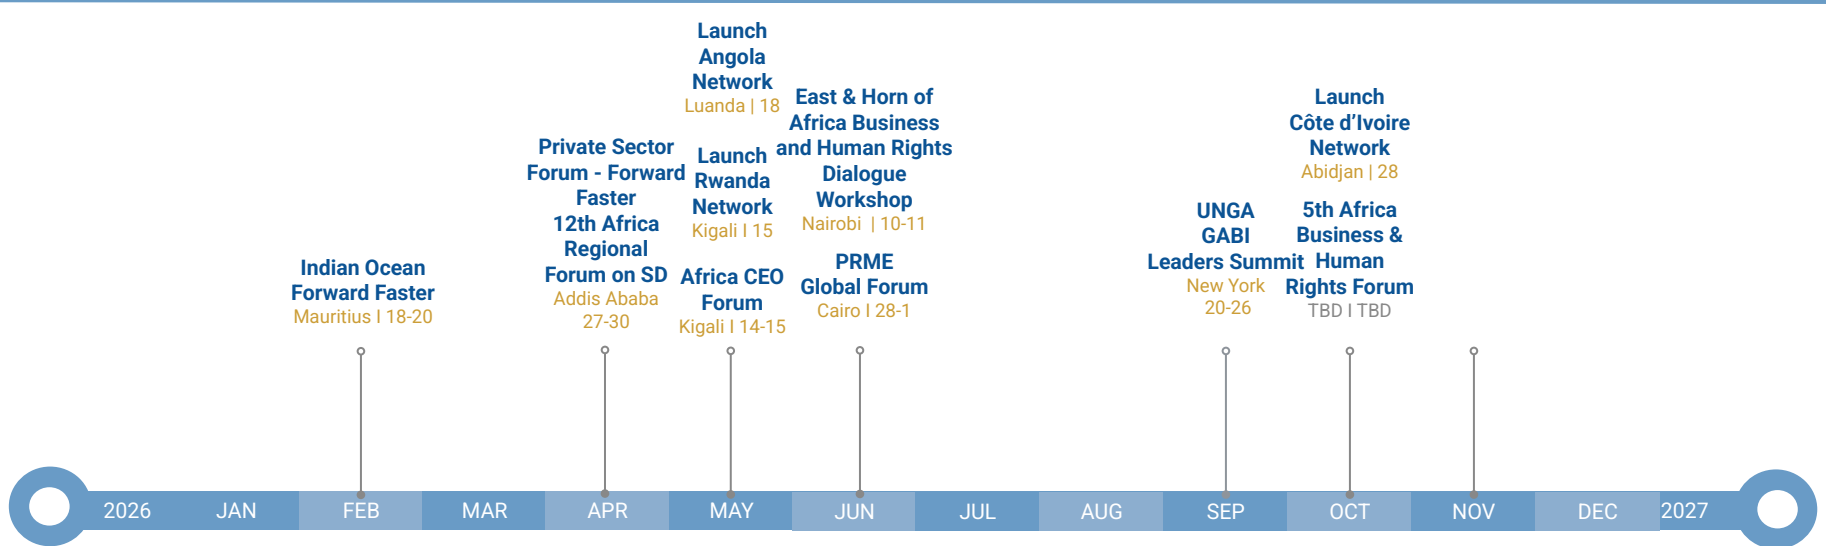 Indian Ocean
Forward Faster
Mauritius I 18-20
Private Sector
Forum - Forward
Faster
12th Africa
Regional
Forum on SD
Addis Ababa
27-30
Launch
Angola
Network
Luanda | 18
Launch
Rwanda
Network
Kigali I 15
Africa CEO
Forum
Kigali I 14-15
East & Horn of
Africa Business
and Human Rights
Dialogue
Workshop
Nairobi | 10-11
PRME
Global Forum
Cairo I 28-1
UNGA
GABI
Leaders Summit
New York
20-26
Launch
Côte d'Ivoire
Network
Abidjan | 28
5th Africa
Business &
Human
Rights Forum
TBD I TBD
2026 JAN FEB MAR APR MAY JUN JUL AUG SEP OCT NOV DEC 2027